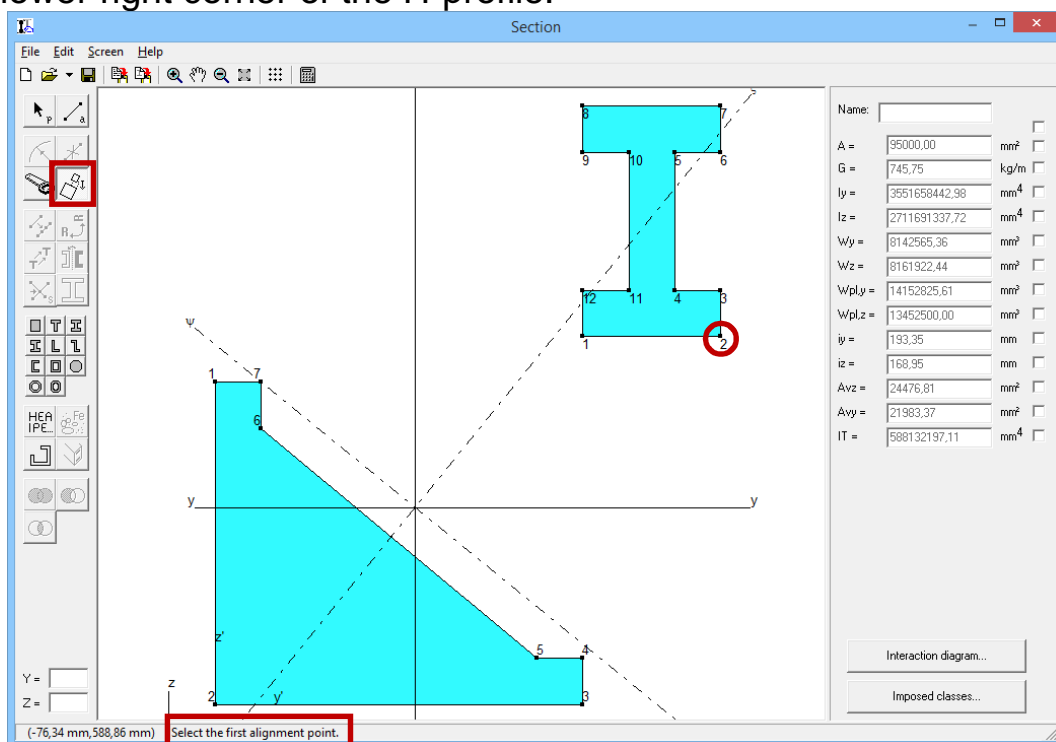 lower right corner of the H-profile.
Section
File Edit Screen Help
P a
R
T
S
T
L
HEA
IPE...
Fe
Y =
Z =
8 7
9 10 5 6
12 11 4 3
1 2
s
ψ
1 7
6
y y
z'
5 4
z
2 y' 3
Name:
A = 95000,00 mm²
G = 745,75 kg/m
Iy = 3551658442,98 mm4
Iz = 2711691337,72 mm4
Wy = 8142565,36 mm³
Wz = 8161922,44 mm³
Wpl,y = 14152825,61 mm³
Wpl,z = 13452500,00 mm³
iy = 193,35 mm
iz = 168,95 mm
Avz = 24476,81 mm²
Avy = 21983,37 mm²
IT = 588132197,11 mm4
Interaction diagram...
Imposed classes...
(-76,34 mm,588,86 mm) Select the first alignment point.